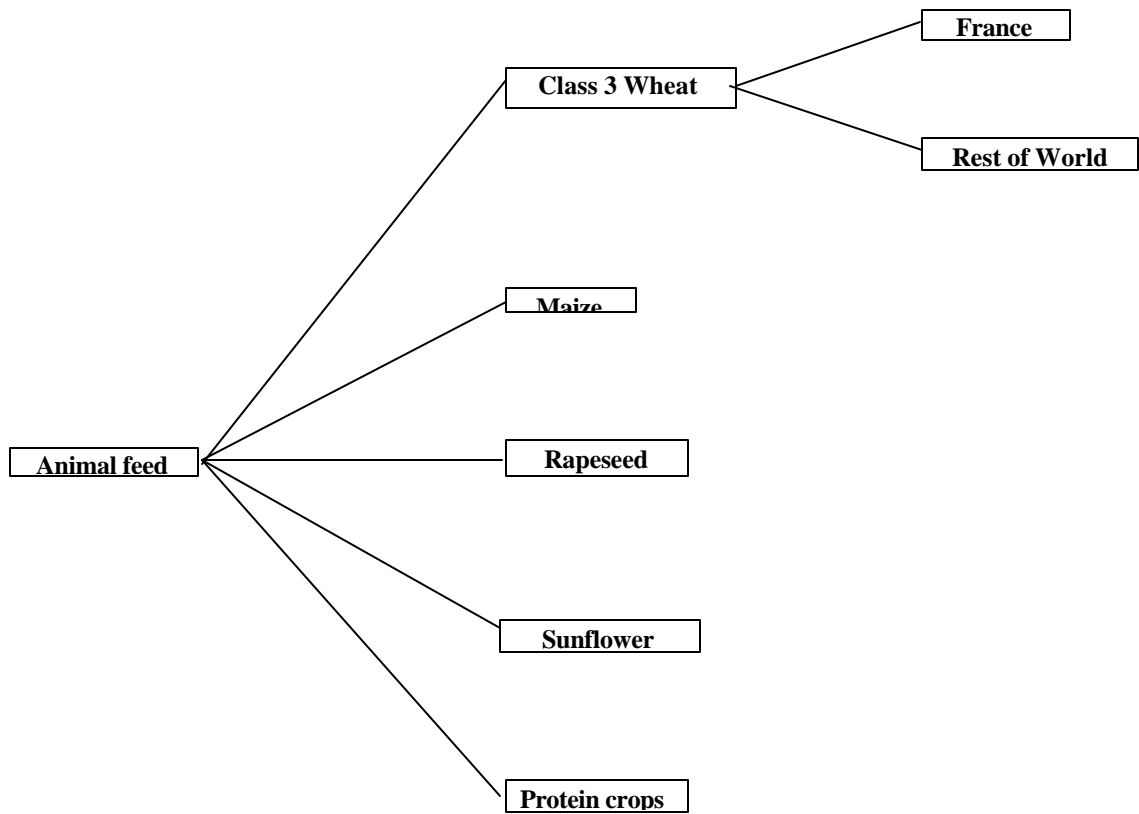 France
Class 3 Wheat
Rest of World
Maize
Animal feed
Rapeseed
Sunflower
Protein crops